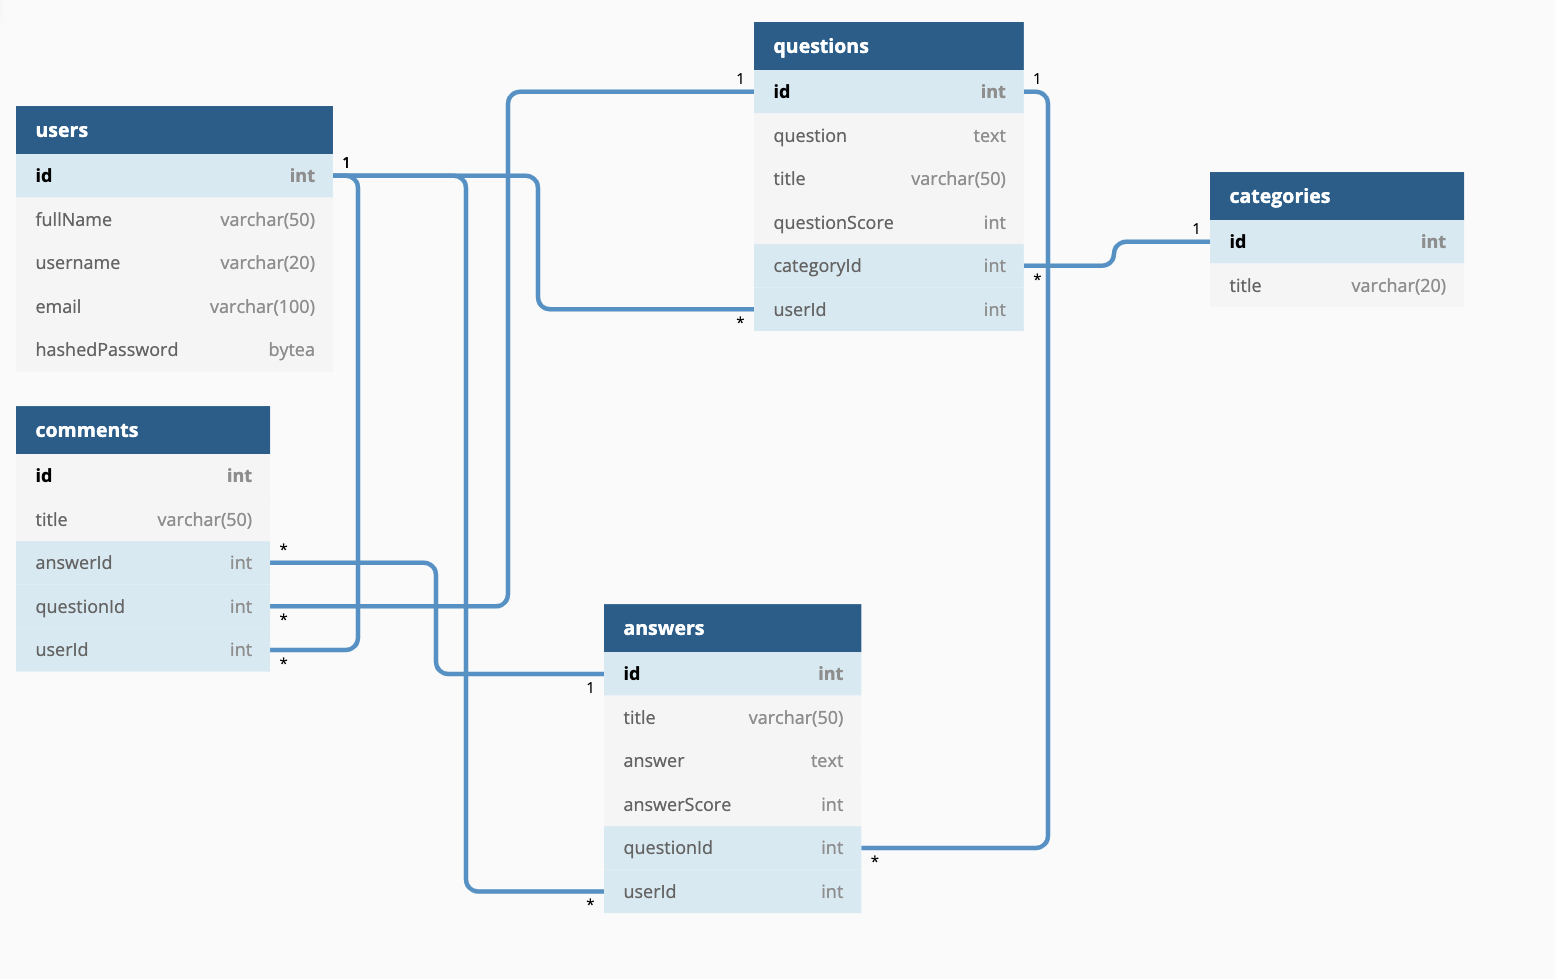 users
id int
fullName varchar(50)
username varchar(20)
email varchar(100)
hashedPassword bytea
1
comments
id int
title varchar(50)
answerId int
questionId int
userId int
*
*
*
questions
id int
question text
title varchar(50)
questionScore int
categoryId int
userId int
1
1
*
*
categories
id int
title varchar(20)
1
answers
id int
title varchar(50)
answer text
answerScore int
questionId int
userId int
1
*
*